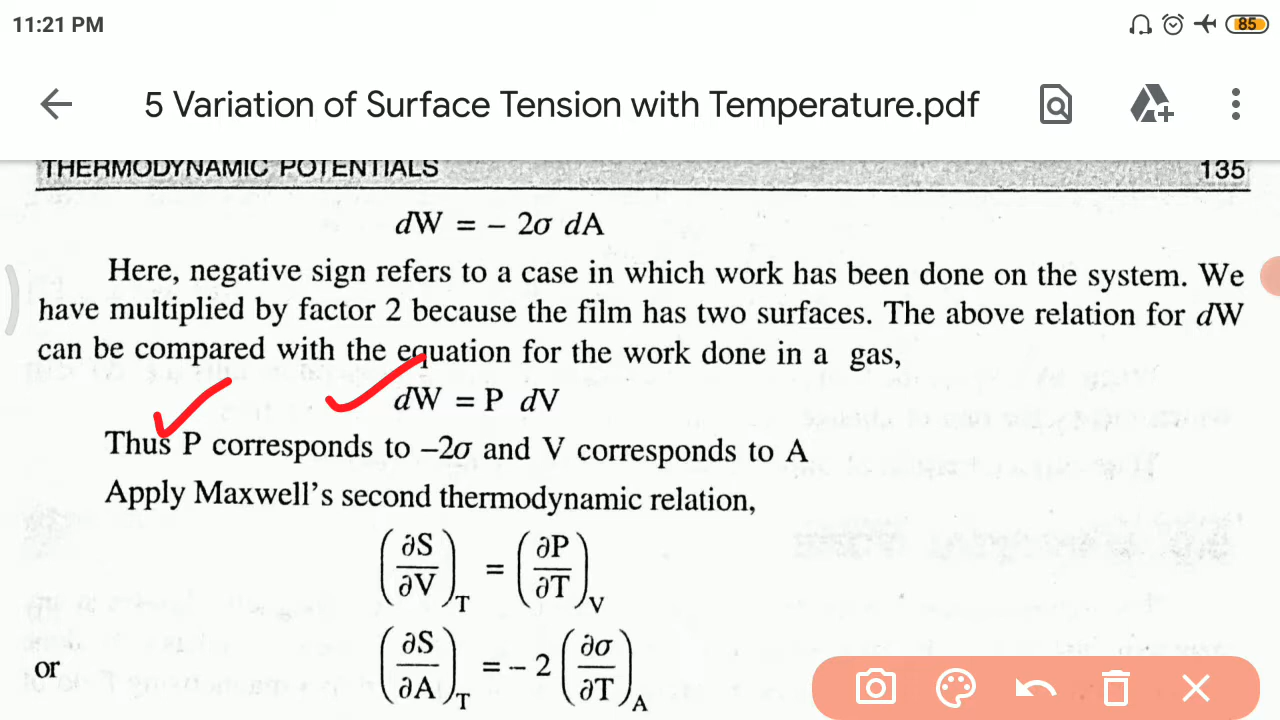 11:21 PM
85
5 Variation of Surface Tension with Temperature.pdf
THERMODYNAMIC POTENTIALS 135
dW = – 2σ dA
Here, negative sign refers to a case in which work has been done on the system. We
have multiplied by factor 2 because the film has two surfaces. The above relation for dW
can be compared with the equation for the work done in a gas,
dW = P dV
Thus P corresponds to –2σ and V corresponds to A
Apply Maxwell's second thermodynamic relation,
(∂S/∂V)T = (∂P/∂T)V
or (∂S/∂A)T = – 2 (∂σ/∂T)A